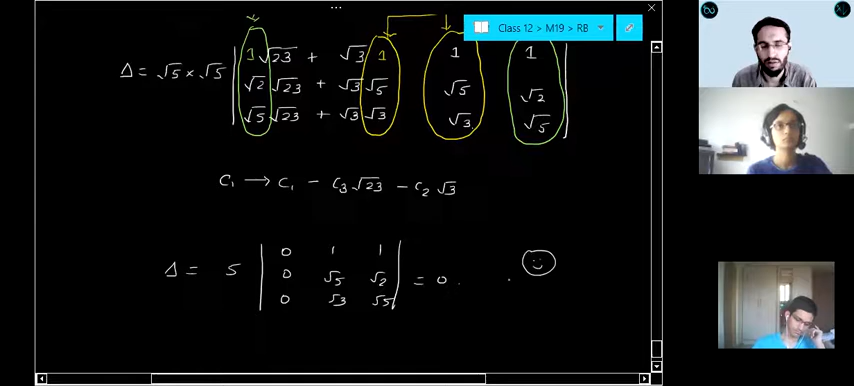 Class 12 > M19 > RB
Δ = √5 × √5 | 1√23 + √3 1 1 1 |
| √2 √23 + √3 √5 √5 √2 |
| √5 √23 + √3 √3 √3 √5 |
C₁ → C₁ - C₃ √23 - C₂ √3
Δ = 5 | 0 1 1 |
| 0 √5 √2 | = 0.
| 0 √3 √5 |